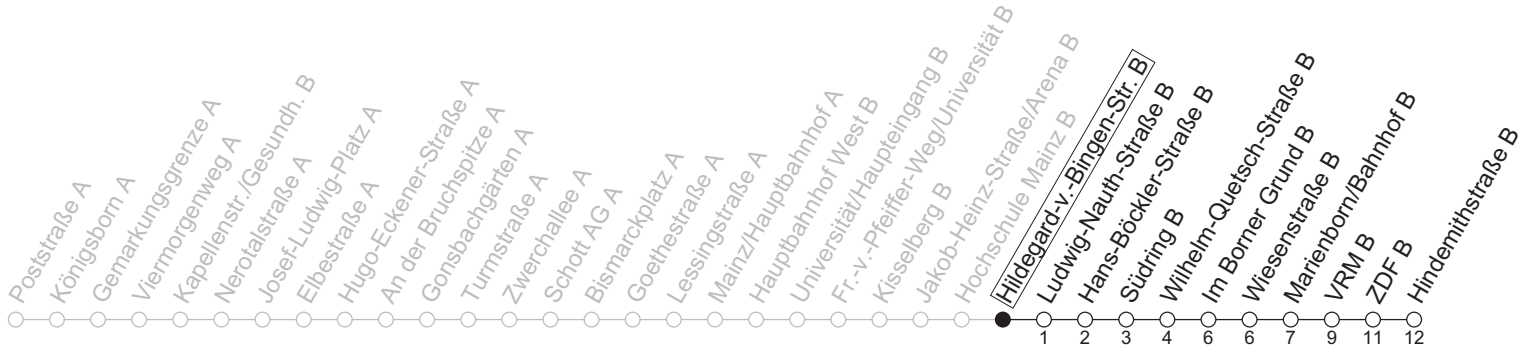 Poststraße A
Königsborn A
Gemarkungsgrenze A
Viermorgenweg A
Kapellenstr./Gesundh. B
Nerotalstraße A
Josef-Ludwig-Platz A
Elbestraße A
Hugo-Eckener-Straße A
An der Bruchspitze A
Gonsbachgärten A
Turmstraße A
Zwerchallee A
Schott AG A
Bismarckplatz A
Goethestraße A
Lessingstraße A
Mainz/Hauptbahnhof A
Hauptbahnhof West B
Universität/Haupteingang B
Fr.-v.-Pfeiffer-Weg/Universität B
Kisselberg B
Jakob-Heinz-Straße/Arena B
Hochschule Mainz B
Hildegard-v.-Bingen-Str. B
Ludwig-Nauth-Straße B
Hans-Böckler-Straße B
Südring B
Wilhelm-Quetsch-Straße B
Im Borner Grund B
Wiesenstraße B
Marienborn/Bahnhof B
VRM B
ZDF B
Hindemithstraße B
1 2 3 4 6 6 7 9 11 12